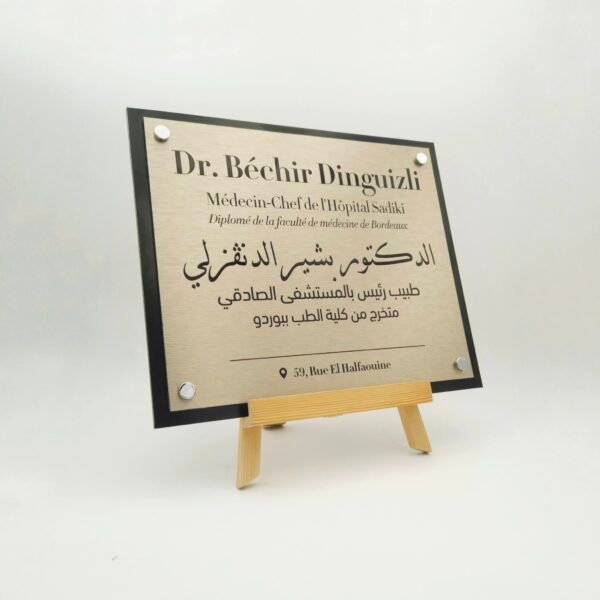 Dr. Béchir Dinguizli
Médecin-Chef de l'Hôpital Sadiki
Diplomé de la faculté de médecine de Bordeaux
الدكتور بشير الدنڤزلي
طبيب رئيس بالمستشفى الصادقي
متخرج من كلية الطب ببوردو
59, Rue El Halfaouine